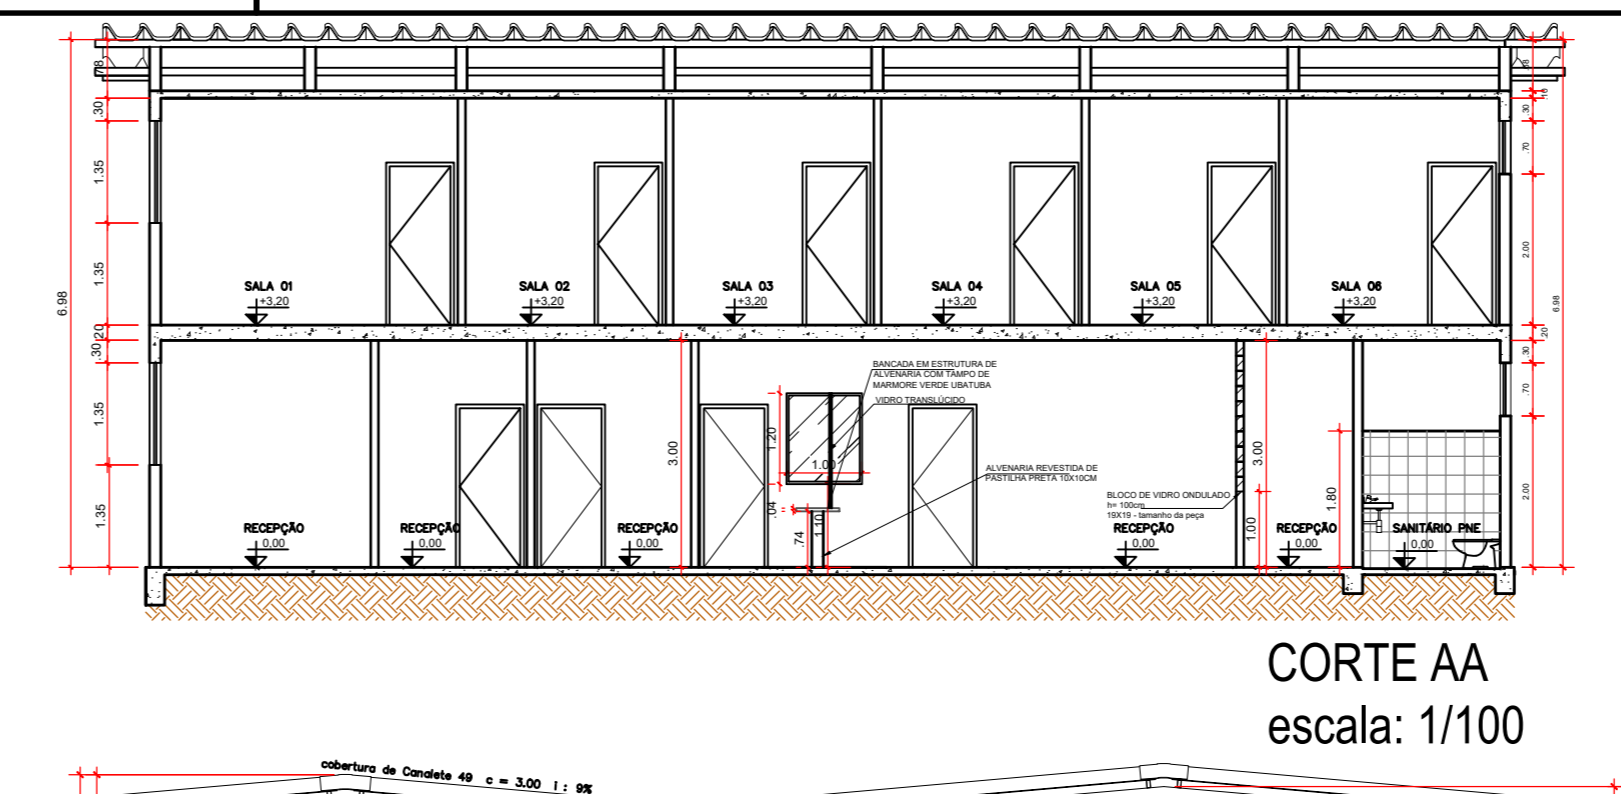 6.98
.78
.30
1.35
1.35
.20
.30
1.35
1.35
SALA 01
+3,20
SALA 02
+3,20
SALA 03
+3,20
SALA 04
+3,20
SALA 05
+3,20
SALA 06
+3,20
.10
.30
.70
2.00
6.98
.20
.30
.70
2.00
BANCADA EM ESTRUTURA DE
ALVENARIA COM TAMPO DE
MARMORE VERDE UBATUBA
VIDRO TRANSLÚCIDO
3.00
1.20
1.00
.04
.74
1.10
ALVENARIA REVESTIDA DE
PASTILHA PRETA 10X10CM
BLOCO DE VIDRO ONDULADO
h= 100cm
19X19 - tamanho da peça
3.00
1.00
1.80
RECEPÇÃO
0,00
RECEPÇÃO
0,00
RECEPÇÃO
0,00
RECEPÇÃO
0,00
RECEPÇÃO
0,00
SANITÁRIO PNE
0,00
CORTE AA
escala: 1/100
cobertura de Canalete 49 c = 3.00 i : 9%